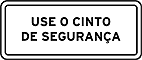 USE O CINTO
DE SEGURANÇA